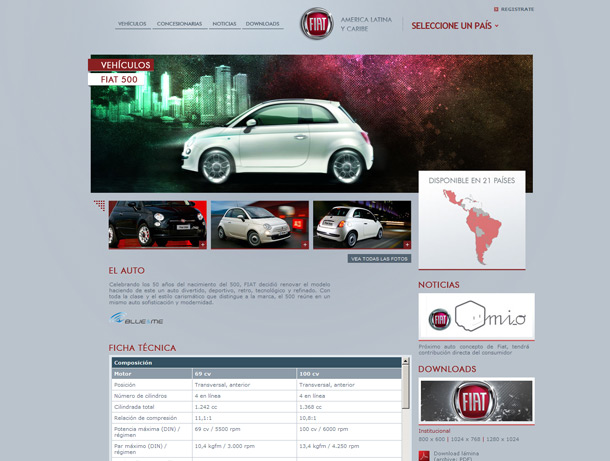 REGISTRATE
VEHÍCULOS
CONCESIONARIAS
NOTICIAS
DOWNLOADS
FIAT
AMERICA LATINA
Y CARIBE
SELECCIONE UN PAÍS
VEHÍCULOS
FIAT 500
DISPONIBLE EN 21 PAÍSES
VEA TODAS LAS FOTOS
EL AUTO
Celebrando los 50 años del nacimento del 500, FIAT decidió renovar el modelo
haciendo de este un auto divertido, deportivo, retro, tecnológico y refinado. Con
toda la clase y el estilo carismático que distingue a la marca, el 500 reúne en un
mismo auto sofisticación y modernidad.
BLUE&ME
FICHA TÉCNICA
Composición
Motor 69 cv 100 cv
Posición Transversal, anterior Transversal, anterior
Número de cilindros 4 en línea 4 en línea
Cilindrade total 1.242 cc 1.368 cc
Relación de compresión 11,1:1 10,8:1
Potencia máxima (DIN) / régimen 69 cv / 5500 rpm 100 cv / 6000 rpm
Par máximo (DIN) / régimen 10,4 kgfm / 3.000 rpm 13,4 kgfm / 4.250 rpm
NOTICIAS
FIAT mio
Próximo auto concepto de Fiat, tendrá
contribución directa del consumidor
DOWNLOADS
FIAT
Institucional
800 x 600 | 1024 x 768 | 1280 x 1024
Download lámina
(archivo: PDF)